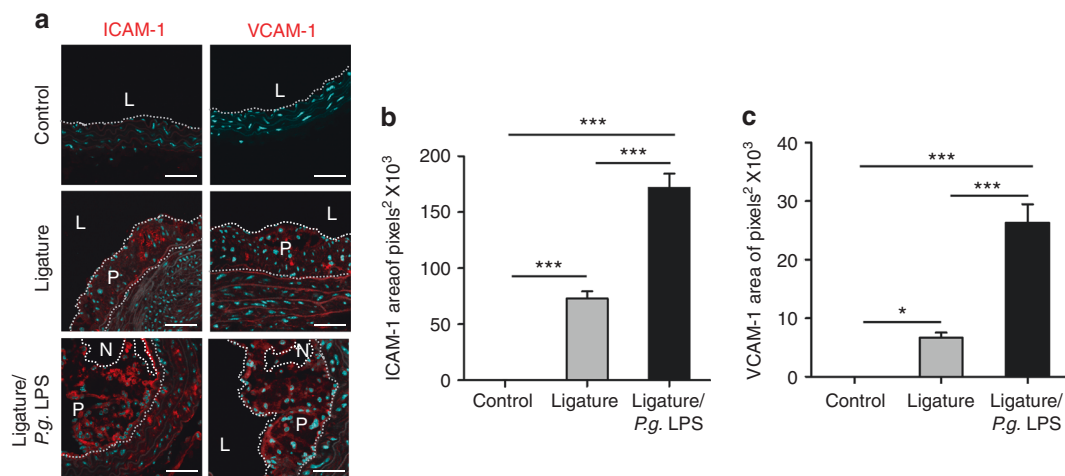 a
ICAM-1 VCAM-1
Control
L
L
Ligature
L
P
L
P
Ligature/
P.g. LPS
N
P
N
P
L
b
ICAM-1 areaof pixels² X10³
200
150
100
50
0
***
***
***
Control Ligature Ligature/
P.g. LPS
c
VCAM-1 area of pixels² X10³
40
30
20
10
0
***
***
*
Control Ligature Ligature/
P.g. LPS